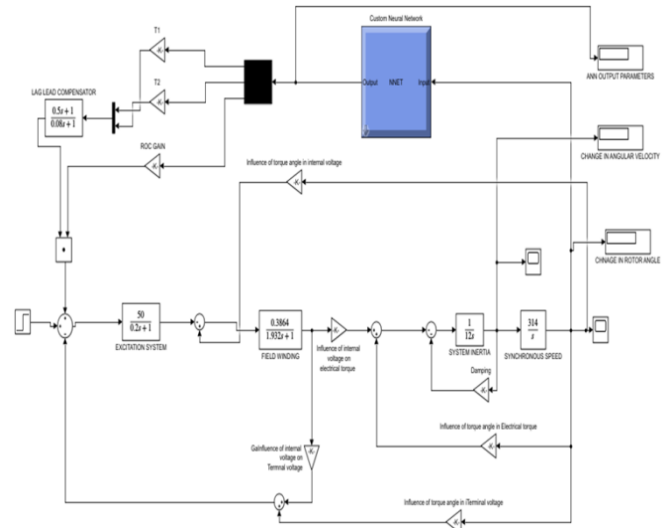 Custom Neural Network
T1
Output
NNET
Input
ANN OUTPUT PARAMETERS
T2
LAG LEAD COMPENSATOR
0.5s + 1
0.08s + 1
ROC GAIN
CHANGE IN ANGULAR VELOCITY
Influence of torque angle in internal voltage
CHNAGE IN ROTOR ANGLE
50
0.2s + 1
EXCITATION SYSTEM
0.3864
1.932s + 1
FIELD WINDING
Influence of internal
voltage on
electrical torque
1
12s
SYSTEM INERTIA
314
s
SYNCHRONOUS SPEED
Damping
Influence of torque angle in Electrical torque
GaInfluence of internal
voltage on
Terminal voltage
Influence of torque angle in iTerminal voltage